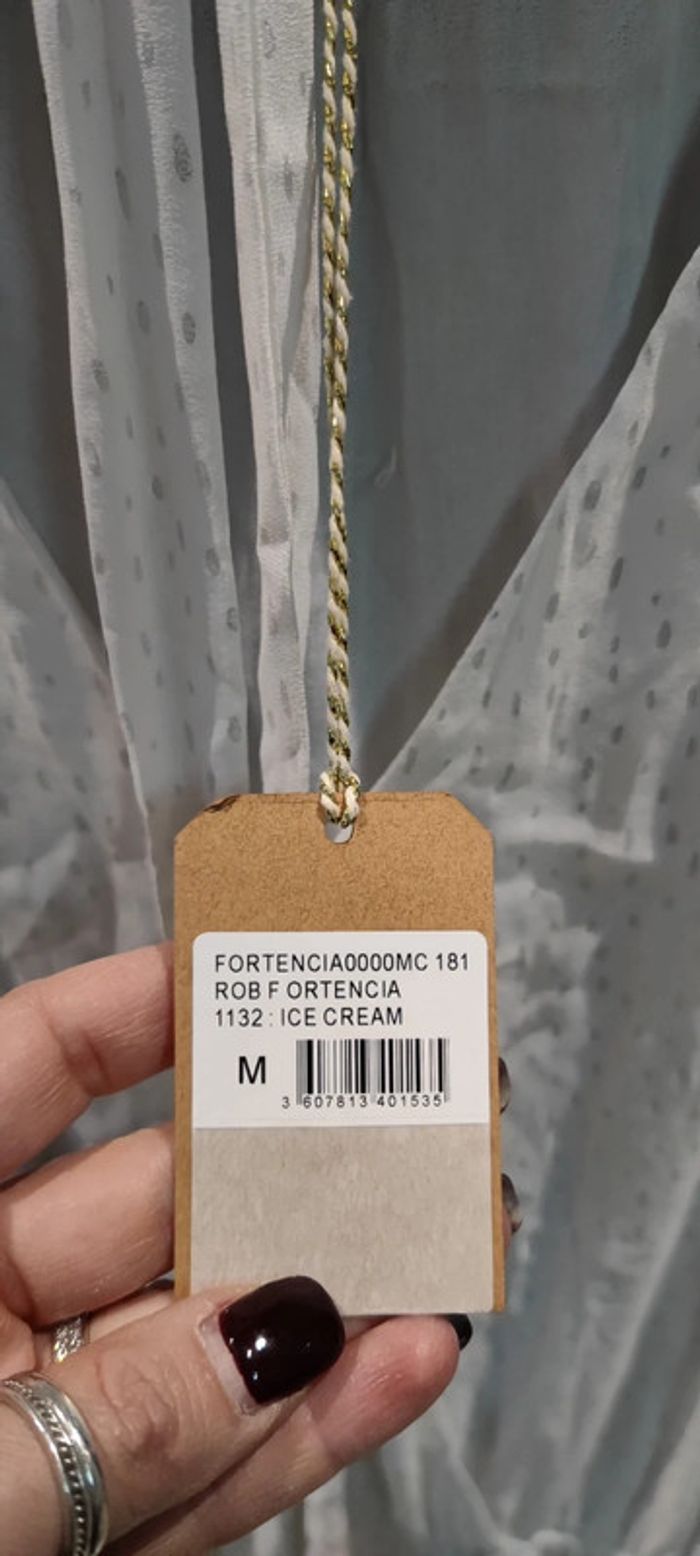 FORTENCIA0000MC 181
ROB F ORTENCIA
1132 : ICE CREAM
M
3 607813 401535